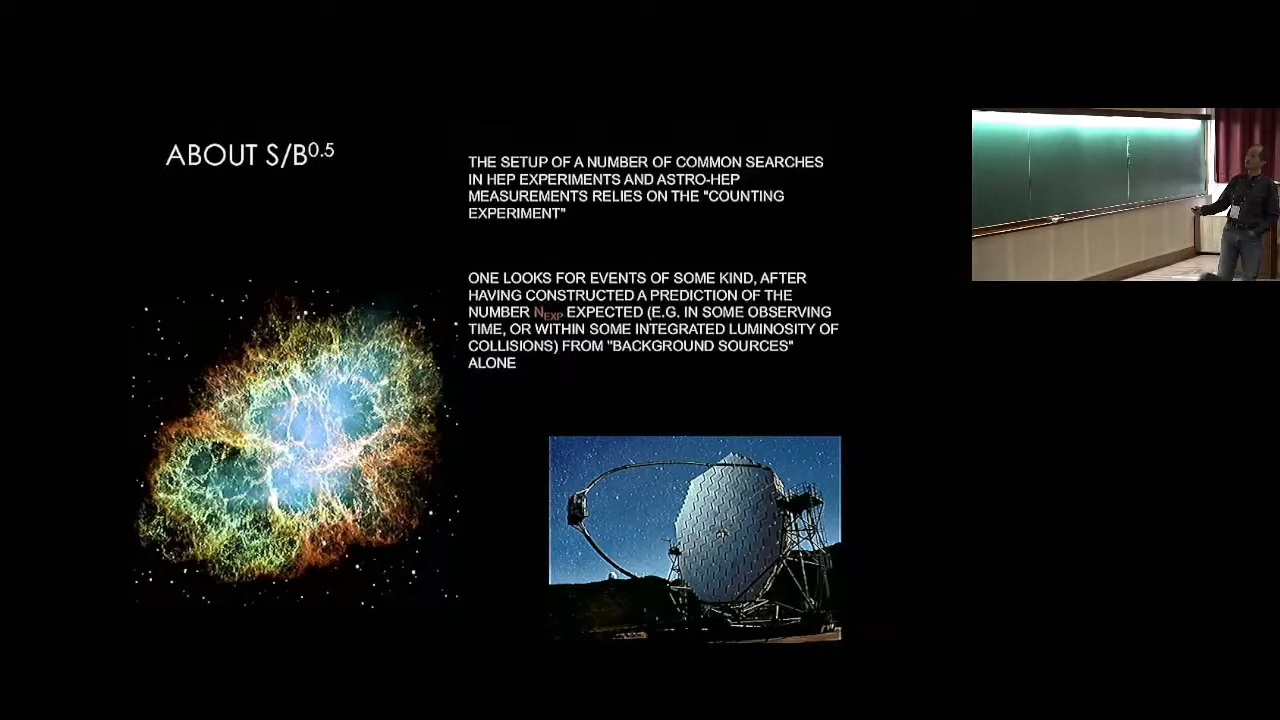 ABOUT S/B^0.5
THE SETUP OF A NUMBER OF COMMON SEARCHES
IN HEP EXPERIMENTS AND ASTRO-HEP
MEASUREMENTS RELIES ON THE "COUNTING
EXPERIMENT"
ONE LOOKS FOR EVENTS OF SOME KIND, AFTER
HAVING CONSTRUCTED A PREDICTION OF THE
NUMBER N_EXP EXPECTED (E.G. IN SOME OBSERVING
TIME, OR WITHIN SOME INTEGRATED LUMINOSITY OF
COLLISIONS) FROM "BACKGROUND SOURCES"
ALONE